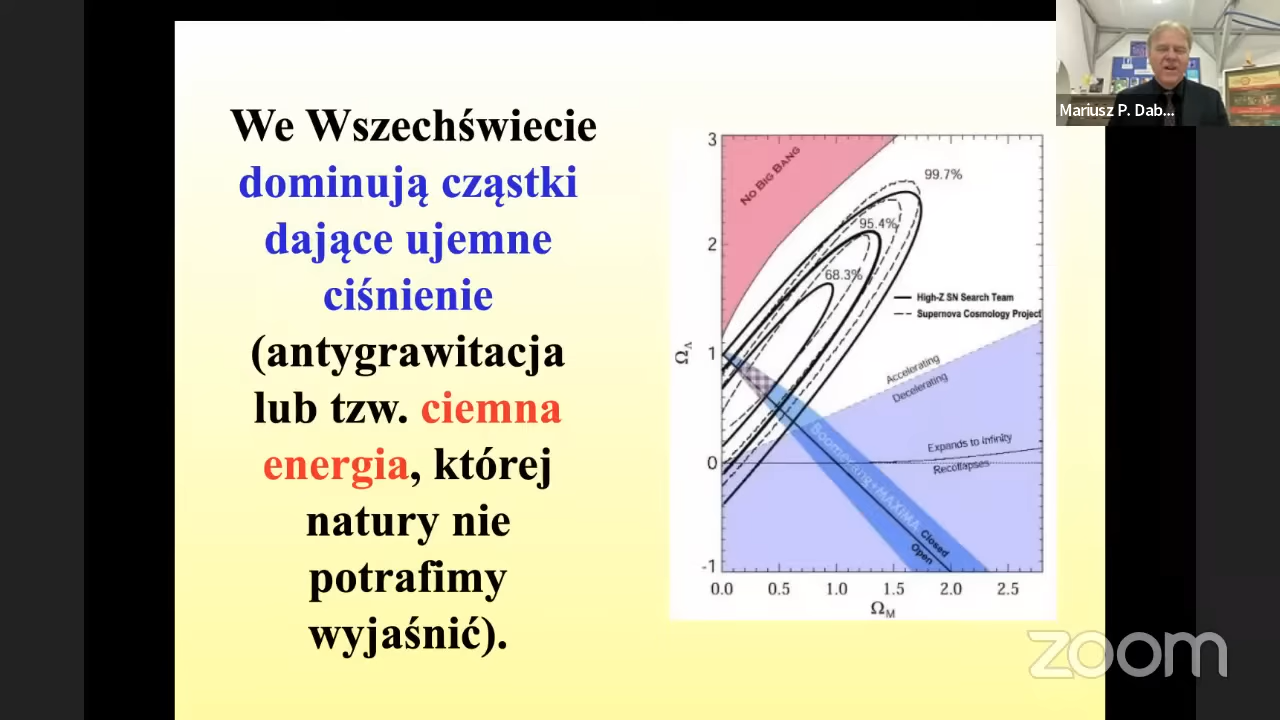 We Wszechświecie
dominują cząstki
dające ujemne
ciśnienie
(antygrawitacja
lub tzw. ciemna
energia, której
natury nie
potrafimy
wyjaśnić).
3
2
1
0
-1
Ω_Λ
NO BIG BANG
99.7%
95.4%
68.3%
High-Z SN Search Team
Supernova Cosmology Project
Accelerating
Decelerating
Expands to Infinity
Recollapses
Boomerang+MAXIMA
Closed
Open
0.0 0.5 1.0 1.5 2.0 2.5
Ω_M
Mariusz P. Dab...
zoom